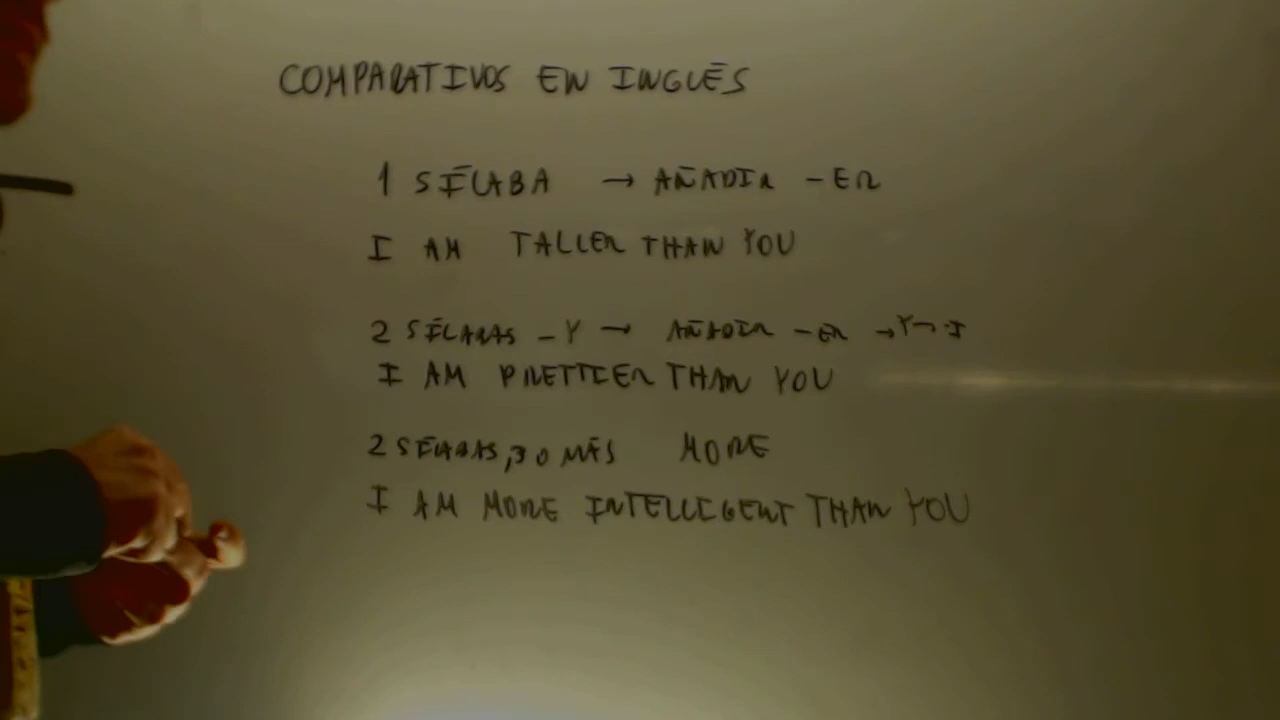 COMPARATIVOS EN INGLÉS
1 SÍLABA → AÑADIR -ER
I AM TALLER THAN YOU
2 SÍLABAS -Y → AÑADIR -ER → Y → I
I AM PRETTIER THAN YOU
2 SÍLABAS, 3 O MÁS MORE
I AM MORE INTELLIGENT THAN YOU